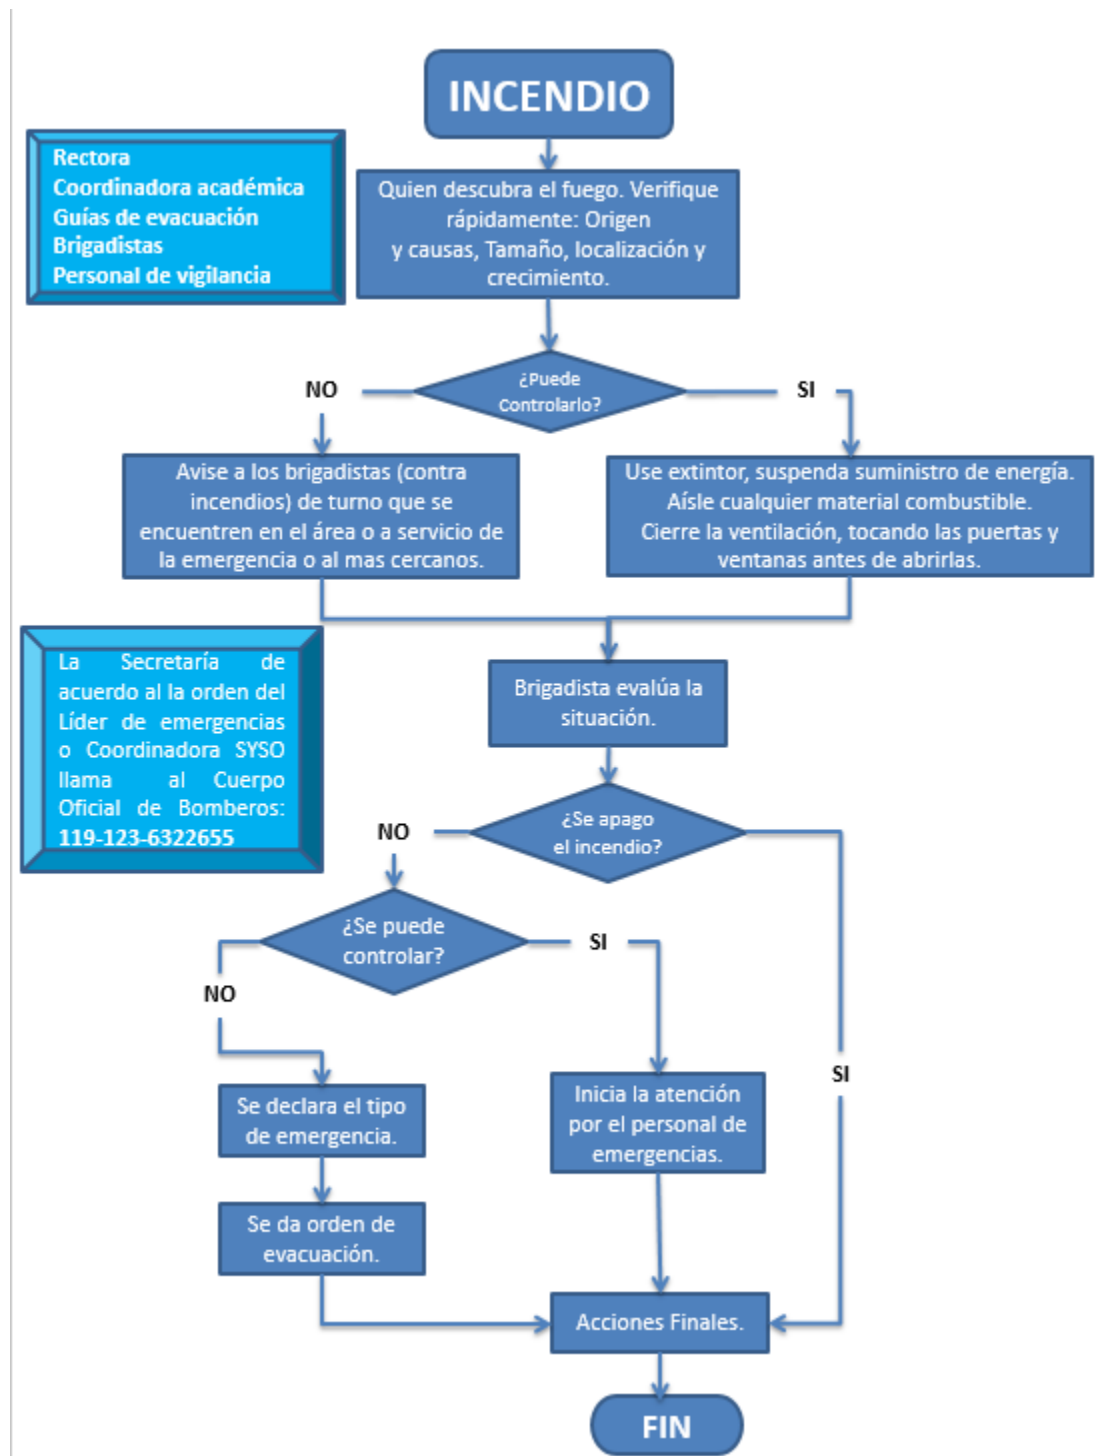 INCENDIO
Rectora
Coordinadora académica
Guías de evacuación
Brigadistas
Personal de vigilancia
Quien descubra el fuego. Verifique
rápidamente: Origen
y causas, Tamaño, localización y
crecimiento.
¿Puede
Controlarlo?
NO
SI
Avise a los brigadistas (contra
incendios) de turno que se
encuentren en el área o a servicio de
la emergencia o al mas cercanos.
Use extintor, suspenda suministro de energía.
Aísle cualquier material combustible.
Cierre la ventilación, tocando las puertas y
ventanas antes de abrirlas.
La Secretaría de
acuerdo al la orden del
Líder de emergencias
o Coordinadora SYSO
llama al Cuerpo
Oficial de Bomberos:
119-123-6322655
Brigadista evalúa la
situación.
¿Se apago
el incendio?
NO
¿Se puede
controlar?
SI
NO
SI
Se declara el tipo
de emergencia.
Inicia la atención
por el personal de
emergencias.
Se da orden de
evacuación.
Acciones Finales.
FIN